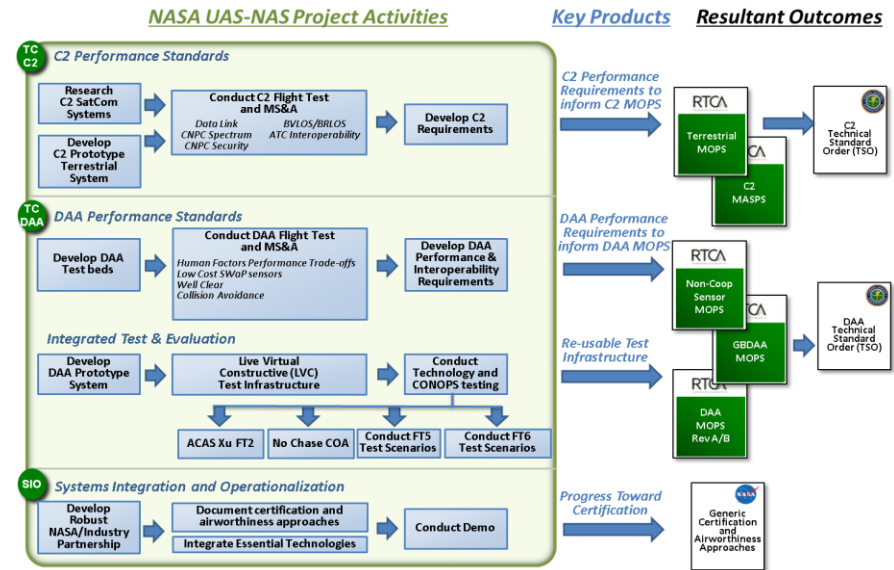 NASA UAS-NAS Project Activities
Key Products
Resultant Outcomes
TC
C2
C2 Performance Standards
Research
C2 SatCom
Systems
Develop
C2 Prototype
Terrestrial
System
Conduct C2 Flight Test
and MS&A
Data Link
CNPC Spectrum
CNPC Security
BVLOS/BRLOS
ATC Interoperability
Develop C2
Requirements
C2 Performance
Requirements to
inform C2 MOPS
RTCA
Terrestrial
MOPS
RTCA
C2
MASPS
C2
Technical
Standard
Order (TSO)
TC
DAA
DAA Performance Standards
Develop DAA
Test beds
Conduct DAA Flight Test
and MS&A
Human Factors Performance Trade-offs
Low Cost SWaP sensors
Well Clear
Collision Avoidance
Develop DAA
Performance &
Interoperability
Requirements
DAA Performance
Requirements to
inform DAA MOPS
RTCA
Non-Coop
Sensor
MOPS
GBDAA
MOPS
DAA
Technical
Standard
Order (TSO)
Integrated Test & Evaluation
Develop
DAA Prototype
System
Live Virtual
Constructive (LVC)
Test Infrastructure
Conduct
Technology and
CONOPS testing
Re-usable Test
Infrastructure
RTCA
DAA
MOPS
Rev A/B
ACAS Xu FT2
No Chase COA
Conduct FT5
Test Scenarios
Conduct FT6
Test Scenarios
SIO
Systems Integration and Operationalization
Develop
Robust
NASA/Industry
Partnership
Document certification and
airworthiness approaches
Integrate Essential Technologies
Conduct Demo
Progress Toward
Certification
NASA
Generic
Certification
and
Airworthiness
Approaches